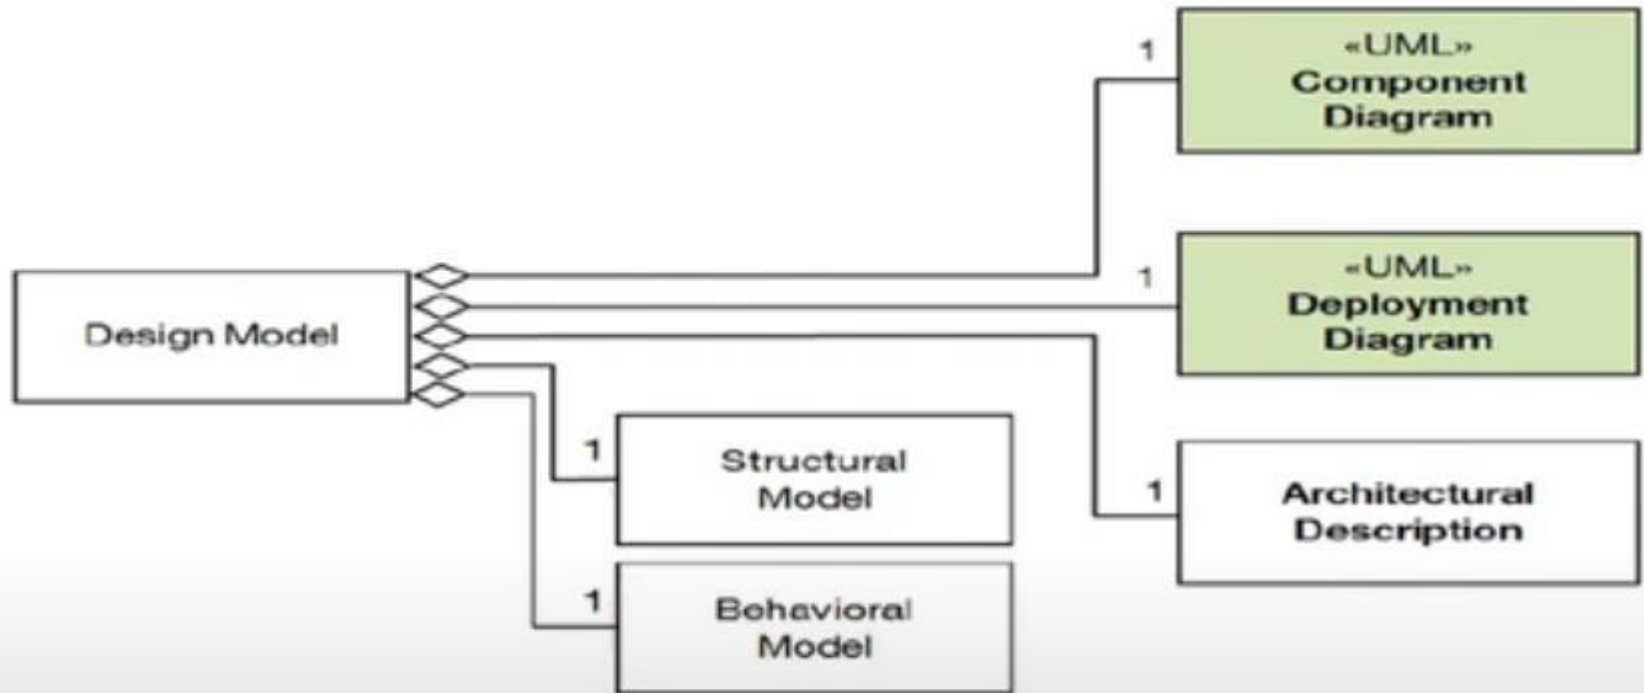 1
«UML»
Component
Diagram
1
«UML»
Deployment
Diagram
Design Model
1
Structural
Model
1
Architectural
Description
1
Behavioral
Model